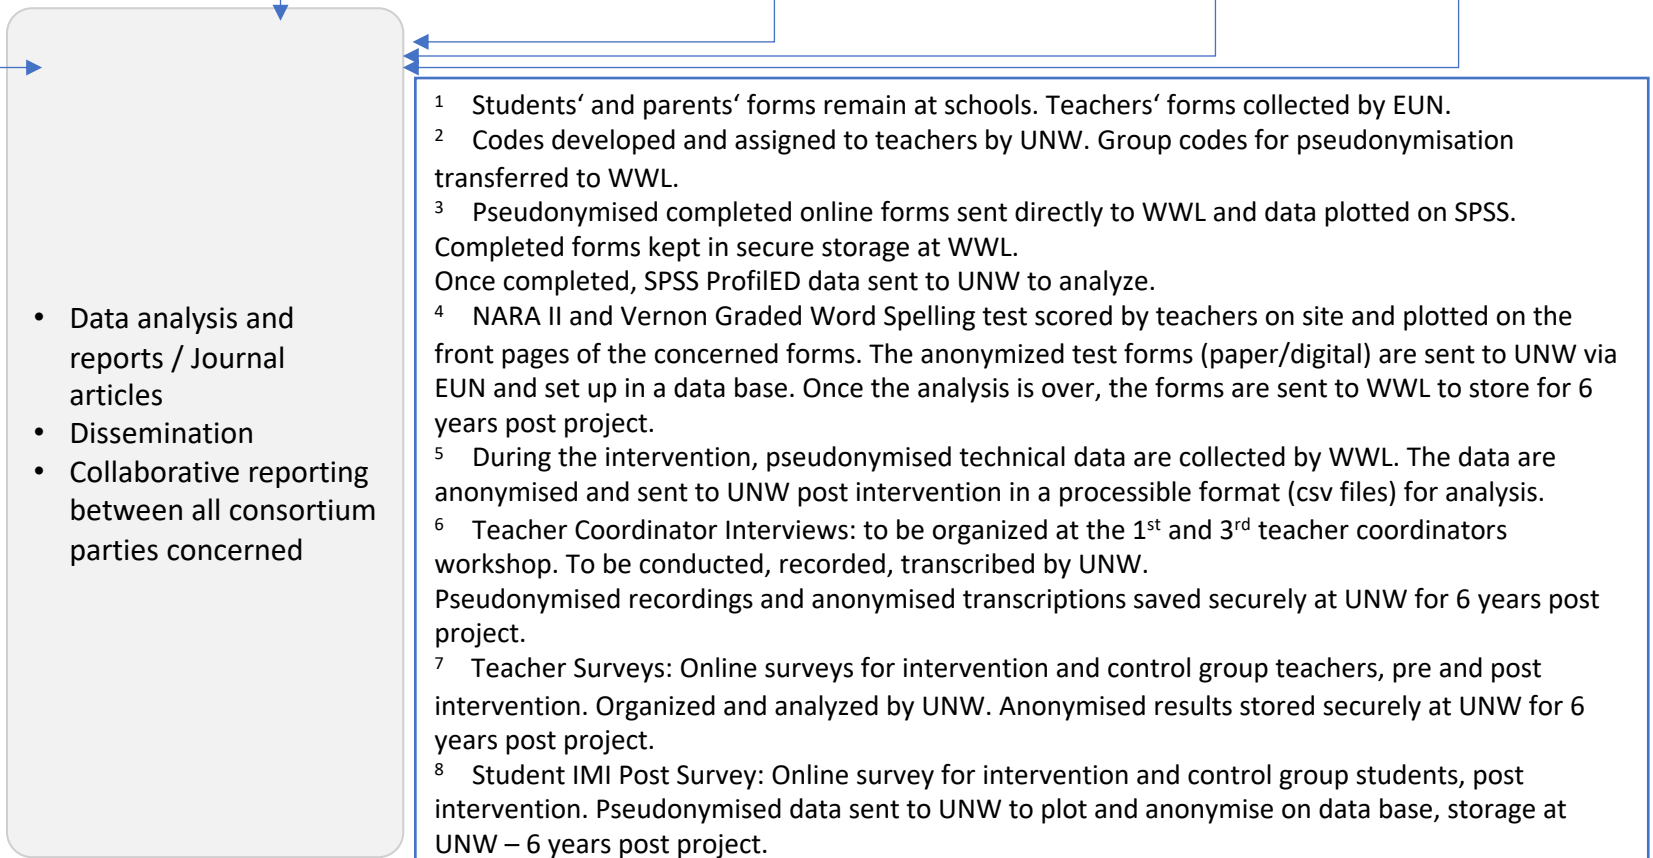 • Data analysis and
reports / Journal
articles
• Dissemination
• Collaborative reporting
between all consortium
parties concerned
1 Students‘ and parents‘ forms remain at schools. Teachers‘ forms collected by EUN.
2 Codes developed and assigned to teachers by UNW. Group codes for pseudonymisation
transferred to WWL.
3 Pseudonymised completed online forms sent directly to WWL and data plotted on SPSS.
Completed forms kept in secure storage at WWL.
Once completed, SPSS ProfilED data sent to UNW to analyze.
4 NARA II and Vernon Graded Word Spelling test scored by teachers on site and plotted on the
front pages of the concerned forms. The anonymized test forms (paper/digital) are sent to UNW via
EUN and set up in a data base. Once the analysis is over, the forms are sent to WWL to store for 6
years post project.
5 During the intervention, pseudonymised technical data are collected by WWL. The data are
anonymised and sent to UNW post intervention in a processible format (csv files) for analysis.
6 Teacher Coordinator Interviews: to be organized at the 1st and 3rd teacher coordinators
workshop. To be conducted, recorded, transcribed by UNW.
Pseudonymised recordings and anonymised transcriptions saved securely at UNW for 6 years post
project.
7 Teacher Surveys: Online surveys for intervention and control group teachers, pre and post
intervention. Organized and analyzed by UNW. Anonymised results stored securely at UNW for 6
years post project.
8 Student IMI Post Survey: Online survey for intervention and control group students, post
intervention. Pseudonymised data sent to UNW to plot and anonymise on data base, storage at
UNW – 6 years post project.